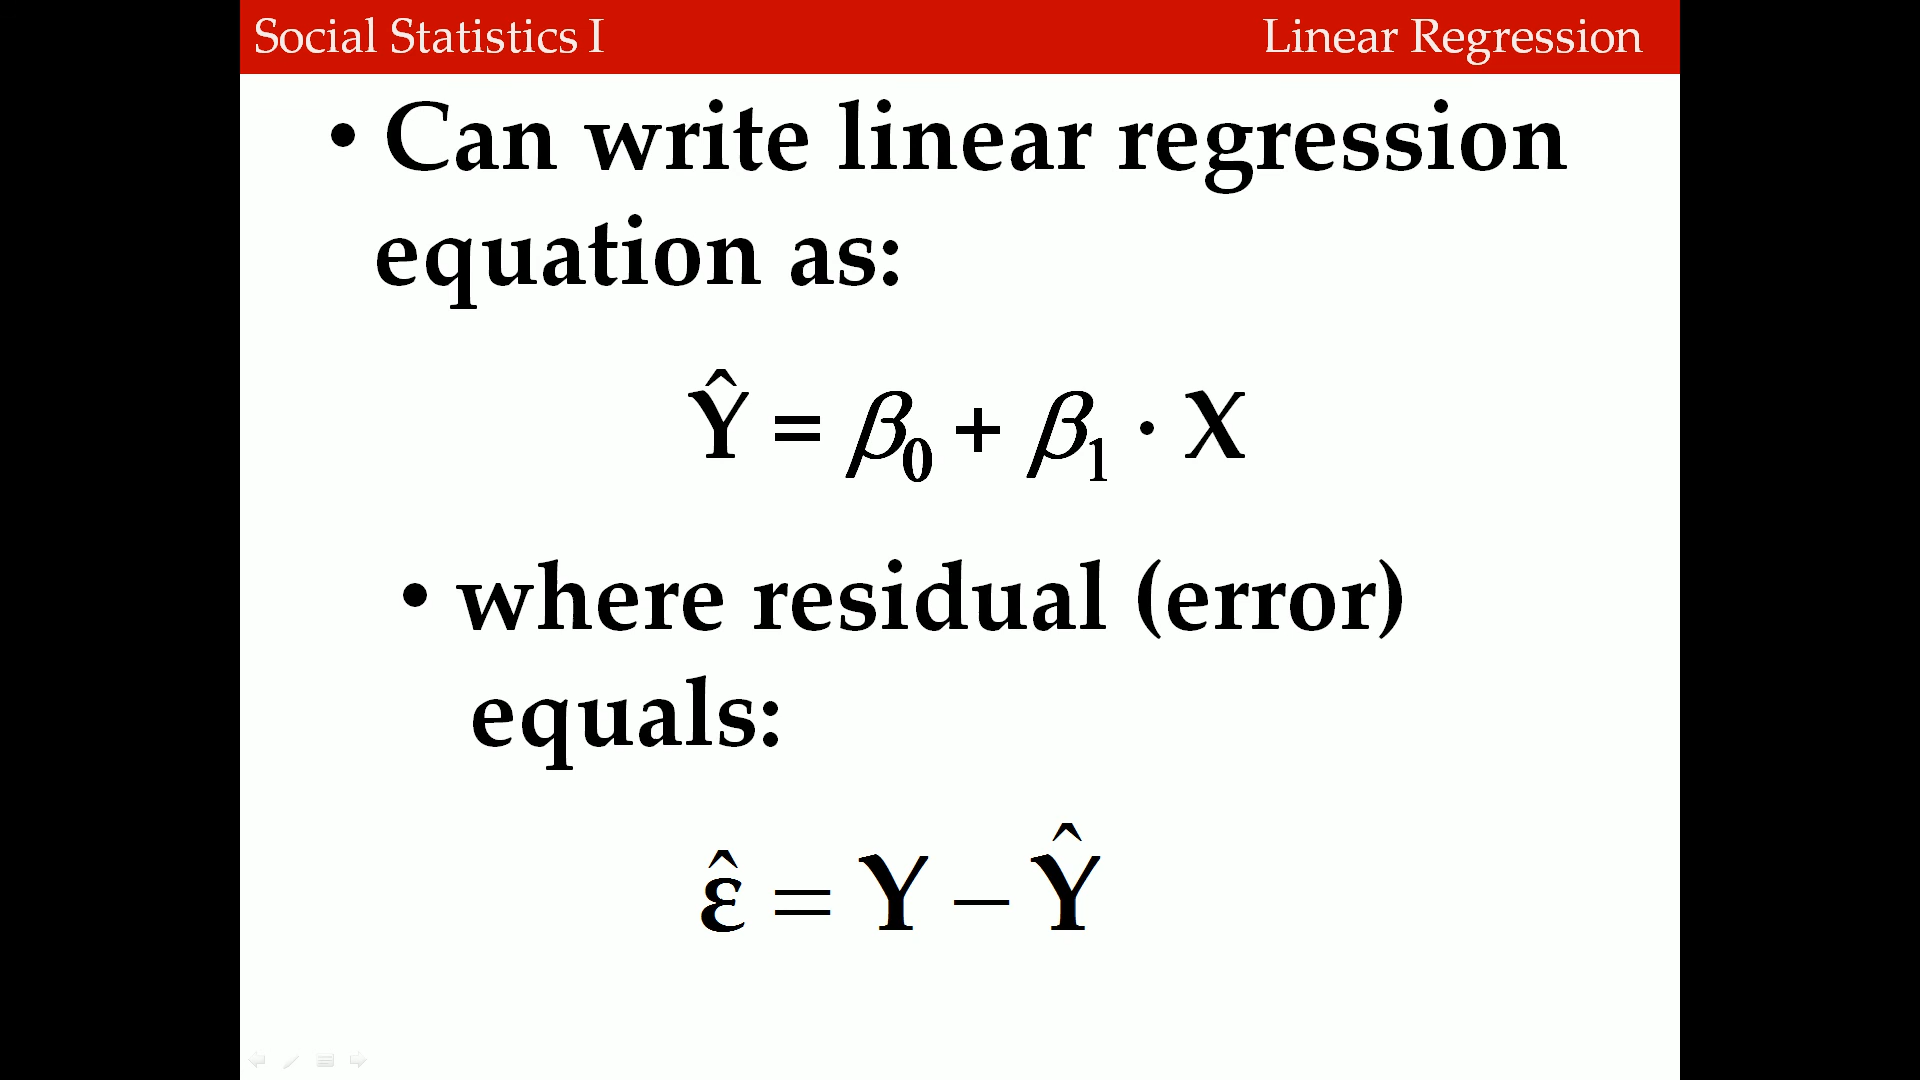 Social Statistics I
Linear Regression
• Can write linear regression
equation as:
Ŷ = β₀ + β₁ · X
• where residual (error)
equals:
ε̂ = Y – Ŷ